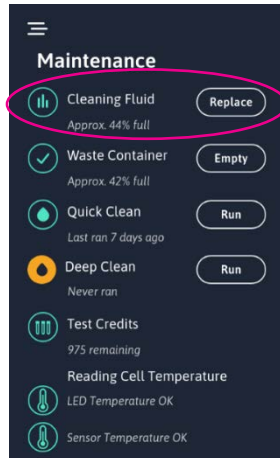 Maintenance
Cleaning Fluid Replace
Approx. 44% full
Waste Container Empty
Approx. 42% full
Quick Clean Run
Last ran 7 days ago
Deep Clean Run
Never ran
Test Credits
975 remaining
Reading Cell Temperature
LED Temperature OK
Sensor Temperature OK